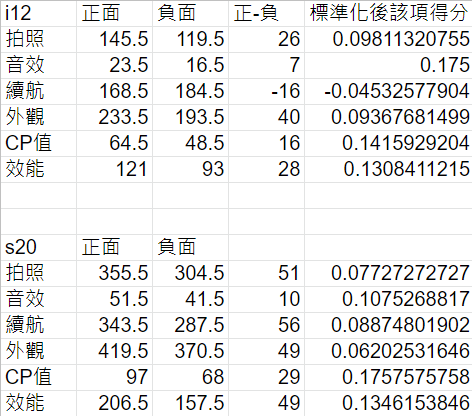 i12 正面 負面 正-負 標準化後該項得分
拍照 145.5 119.5 26 0.09811320755
音效 23.5 16.5 7 0.175
續航 168.5 184.5 -16 -0.04532577904
外觀 233.5 193.5 40 0.09367681499
CP值 64.5 48.5 16 0.1415929204
效能 121 93 28 0.1308411215
s20 正面 負面
拍照 355.5 304.5 51 0.07727272727
音效 51.5 41.5 10 0.1075268817
續航 343.5 287.5 56 0.08874801902
外觀 419.5 370.5 49 0.06202531646
CP值 97 68 29 0.1757575758
效能 206.5 157.5 49 0.1346153846